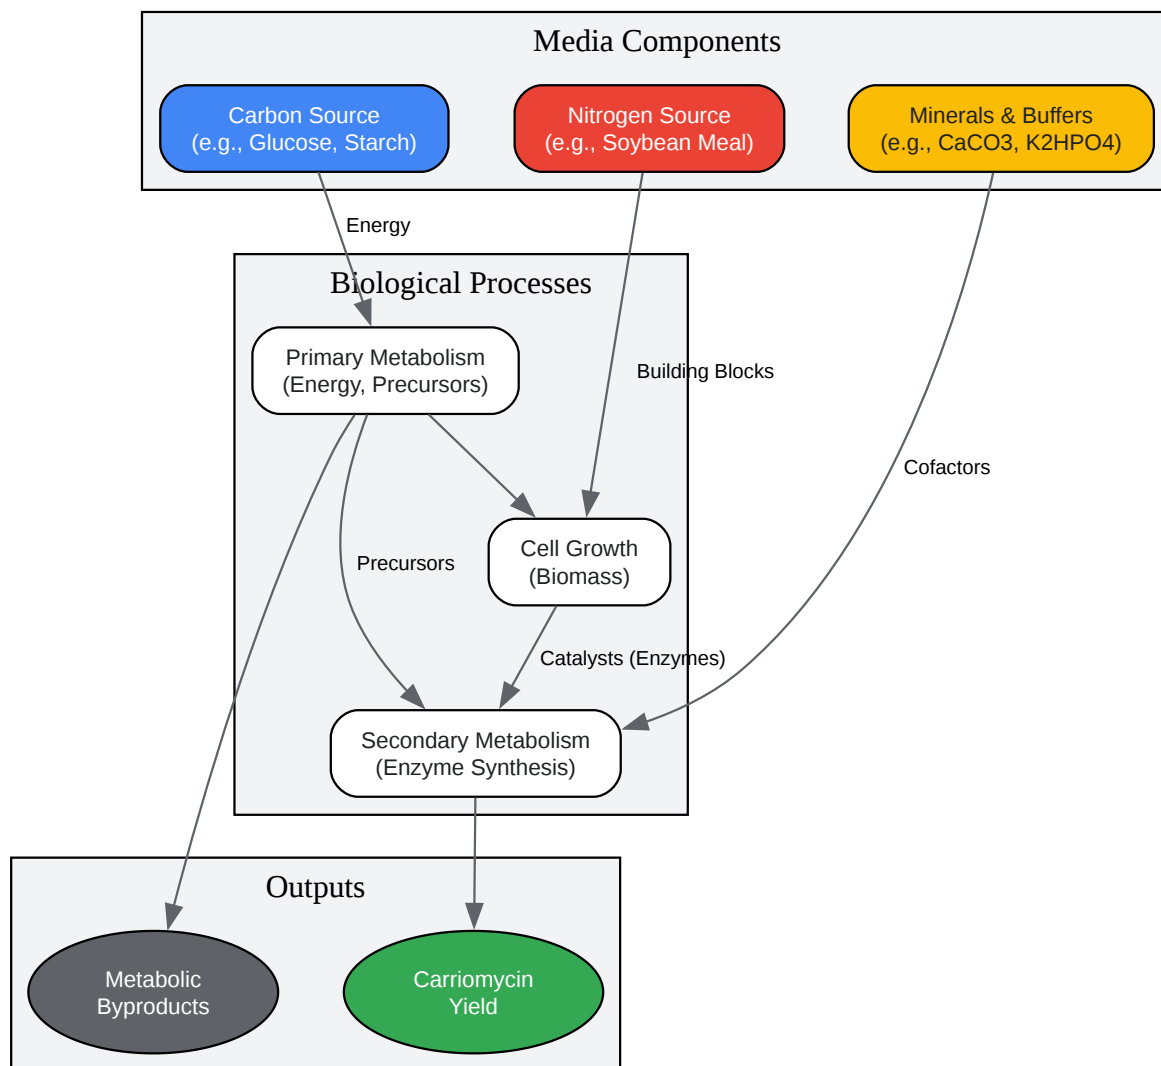 Media Components
Carbon Source
(e.g., Glucose, Starch)
Nitrogen Source
(e.g., Soybean Meal)
Minerals & Buffers
(e.g., CaCO3, K2HPO4)
Energy
Biological Processes
Primary Metabolism
(Energy, Precursors)
Building Blocks
Cofactors
Cell Growth
(Biomass)
Precursors
Catalysts (Enzymes)
Secondary Metabolism
(Enzyme Synthesis)
Outputs
Metabolic
Byproducts
Carriomycin
Yield